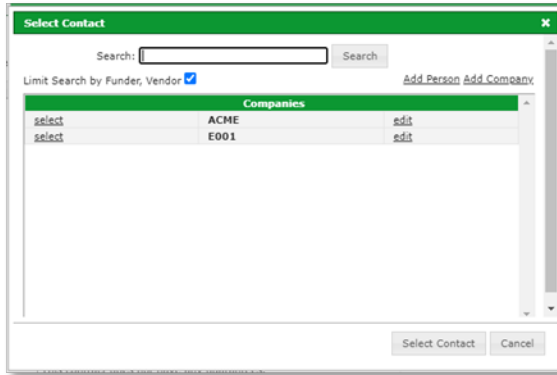 Select Contact
Search: Search
Limit Search by Funder, Vendor Add Person Add Company
Companies
select ACME edit
select E001 edit
Select Contact Cancel